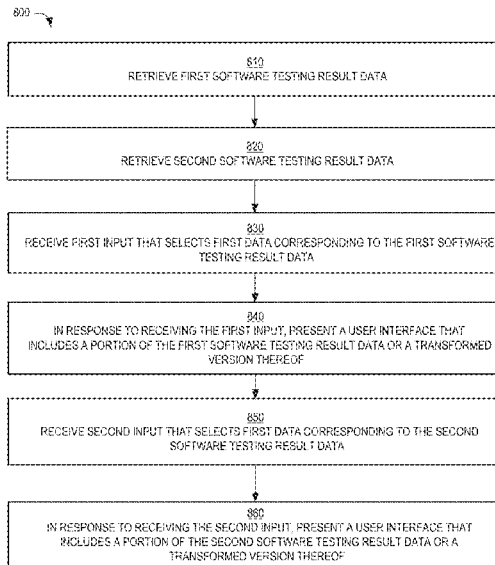 800
810
RETRIEVE FIRST SOFTWARE TESTING RESULT DATA
820
RETRIEVE SECOND SOFTWARE TESTING RESULT DATA
830
RECEIVE FIRST INPUT THAT SELECTS FIRST DATA CORRESPONDING TO THE FIRST SOFTWARE
TESTING RESULT DATA
840
IN RESPONSE TO RECEIVING THE FIRST INPUT, PRESENT A USER INTERFACE THAT
INCLUDES A PORTION OF THE FIRST SOFTWARE TESTING RESULT DATA OR A TRANSFORMED
VERSION THEREOF
850
RECEIVE SECOND INPUT THAT SELECTS FIRST DATA CORRESPONDING TO THE SECOND
SOFTWARE TESTING RESULT DATA
860
IN RESPONSE TO RECEIVING THE SECOND INPUT, PRESENT A USER INTERFACE THAT
INCLUDES A PORTION OF THE SECOND SOFTWARE TESTING RESULT DATA OR A
TRANSFORMED VERSION THEREOF